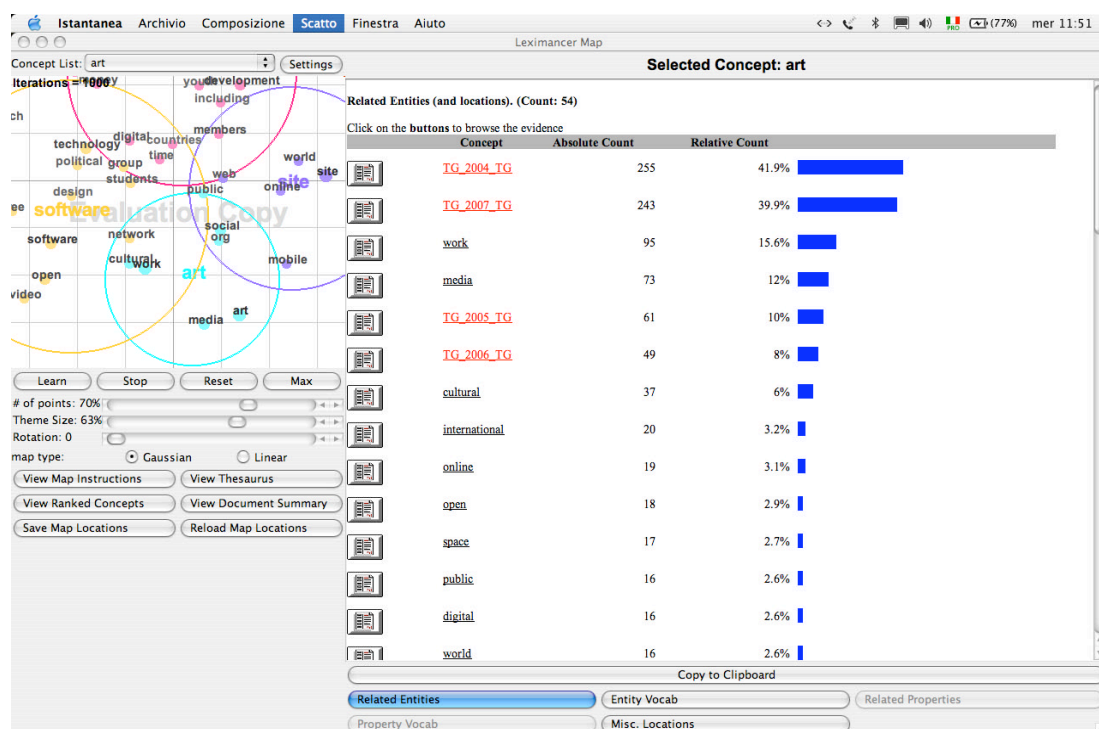 Istantanea Archivio Composizione Scatto Finestra Aiuto (77%) mer 11:51
Leximancer Map
Concept List: art Settings
Selected Concept: art
Iterations = 1000
money
youth
development
including
ch
members
technology
digital
countries
time
political
group
world
students
web
site
site
online
design
public
ee
software
Evaluation Copy
social
org
software
network
cultural
work
art
mobile
open
video
media
art
Learn Stop Reset Max
# of points: 70%
Theme Size: 63%
Rotation: 0
map type: Gaussian Linear
View Map Instructions View Thesaurus
View Ranked Concepts View Document Summary
Save Map Locations Reload Map Locations
Related Entities (and locations). (Count: 54)
Click on the buttons to browse the evidence
Concept Absolute Count Relative Count
TG_2004_TG 255 41.9%
TG_2007_TG 243 39.9%
work 95 15.6%
media 73 12%
TG_2005_TG 61 10%
TG_2006_TG 49 8%
cultural 37 6%
international 20 3.2%
online 19 3.1%
open 18 2.9%
space 17 2.7%
public 16 2.6%
digital 16 2.6%
world 16 2.6%
Copy to Clipboard
Related Entities Entity Vocab Related Properties
Property Vocab Misc. Locations